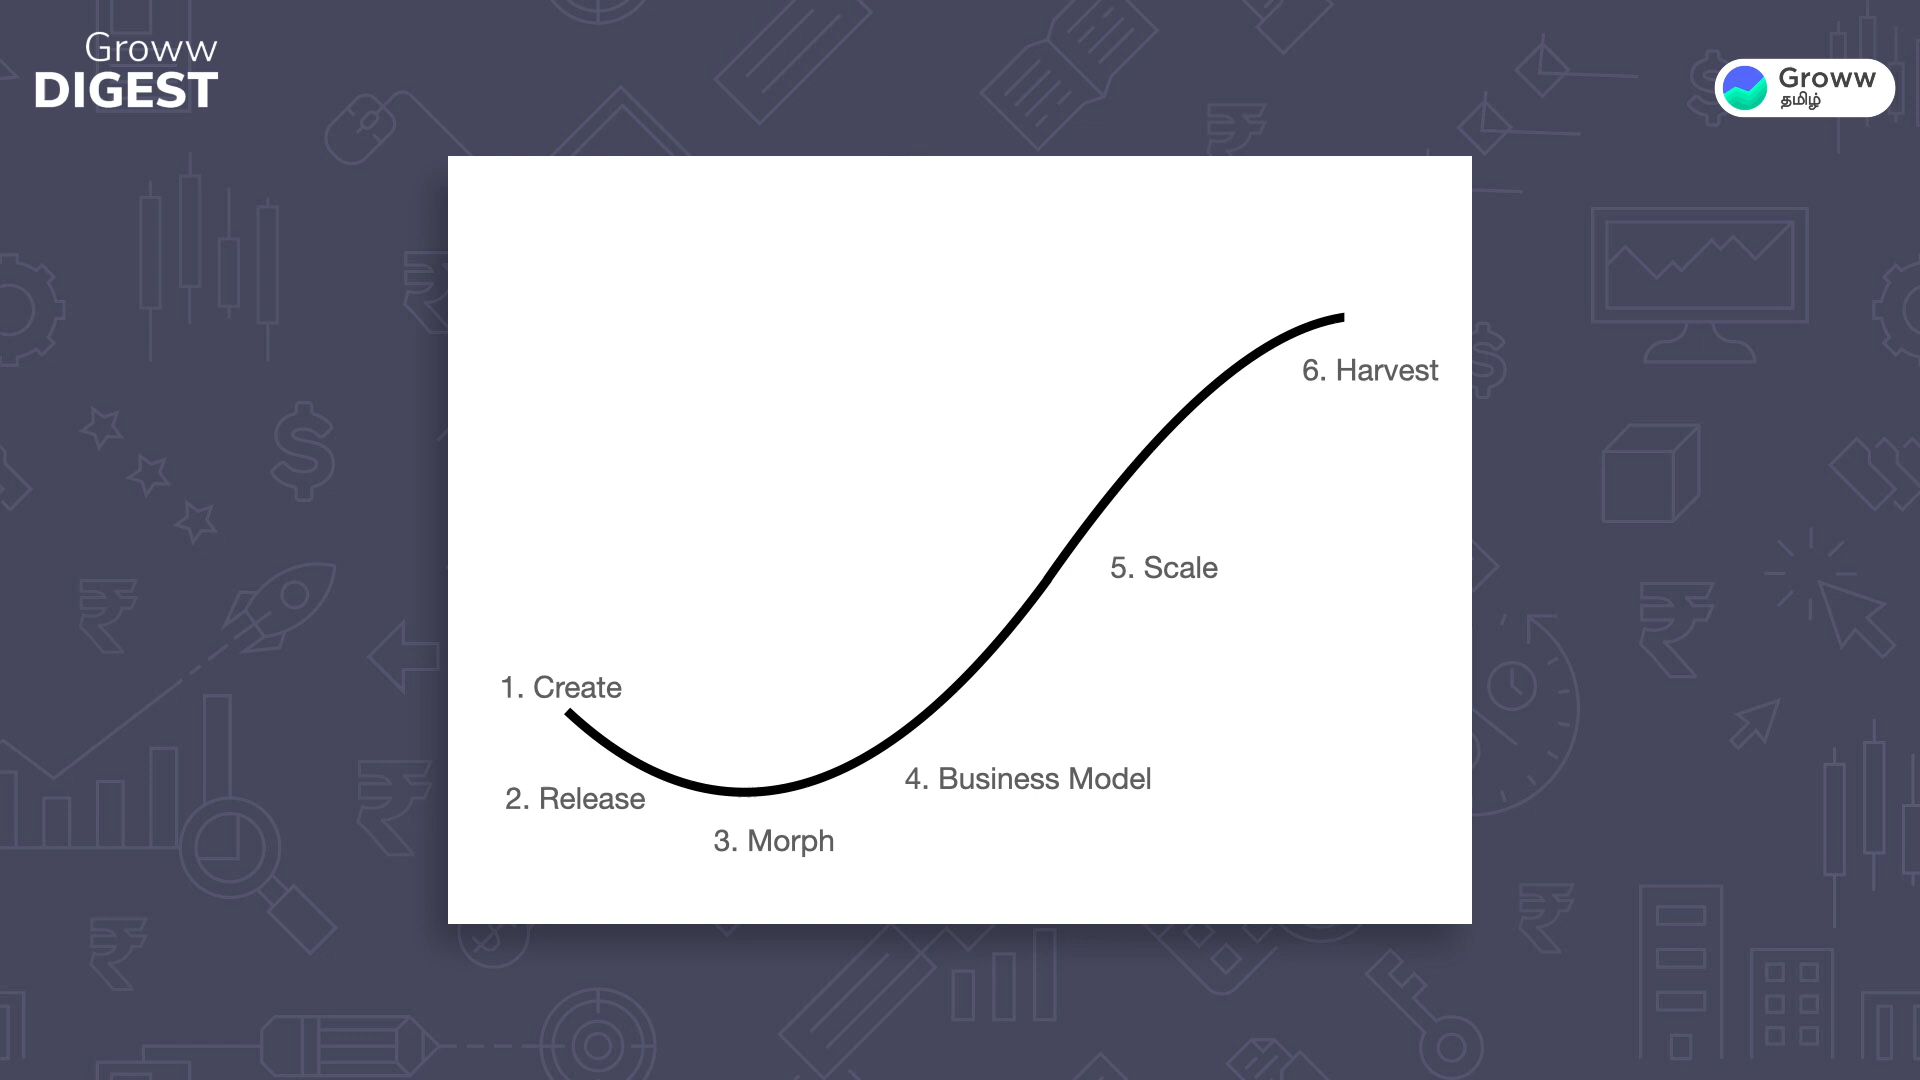 Groww
DIGEST
Groww
தமிழ்
6. Harvest
5. Scale
1. Create
2. Release
4. Business Model
3. Morph